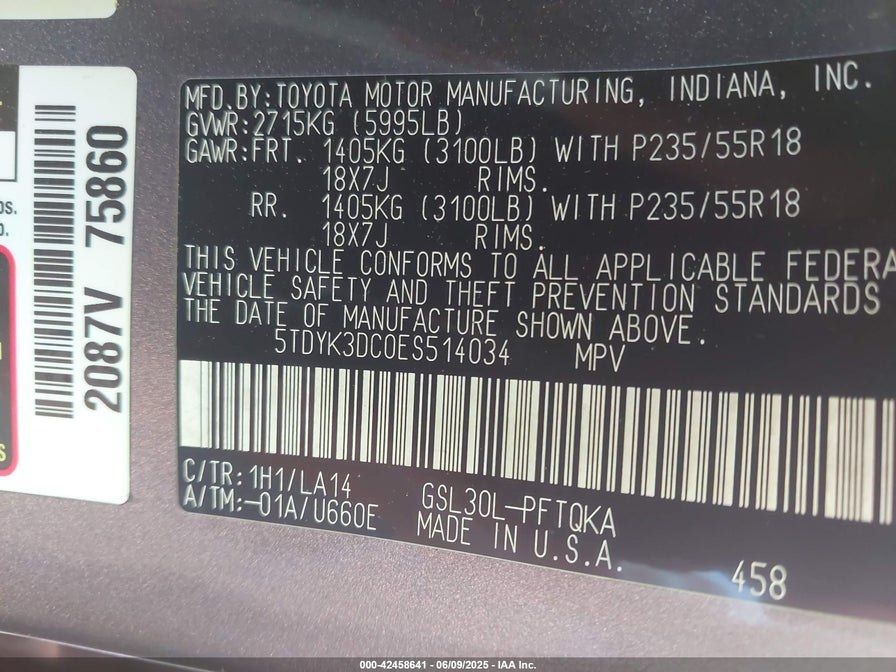 MFD.BY:TOYOTA MOTOR MANUFACTURING, INDIANA, INC.
GVWR:2715KG (5995LB)
GAWR:FRT. 1405KG (3100LB) WITH P235/55R18
18X7J RIMS.
RR. 1405KG (3100LB) WITH P235/55R18
18X7J RIMS.
THIS VEHICLE CONFORMS TO ALL APPLICABLE FEDERA
VEHICLE SAFETY AND THEFT PREVENTION STANDARDS
THE DATE OF MANUFACTURE SHOWN ABOVE.
5TDYK3DC0ES514034 MPV
C/TR:1H1/LA14
A/TM:-01A/U660E
GSL30L-PFTQKA
MADE IN U.S.A.
458
2087V 75860
000-42458641 - 06/09/2025 - IAA Inc.